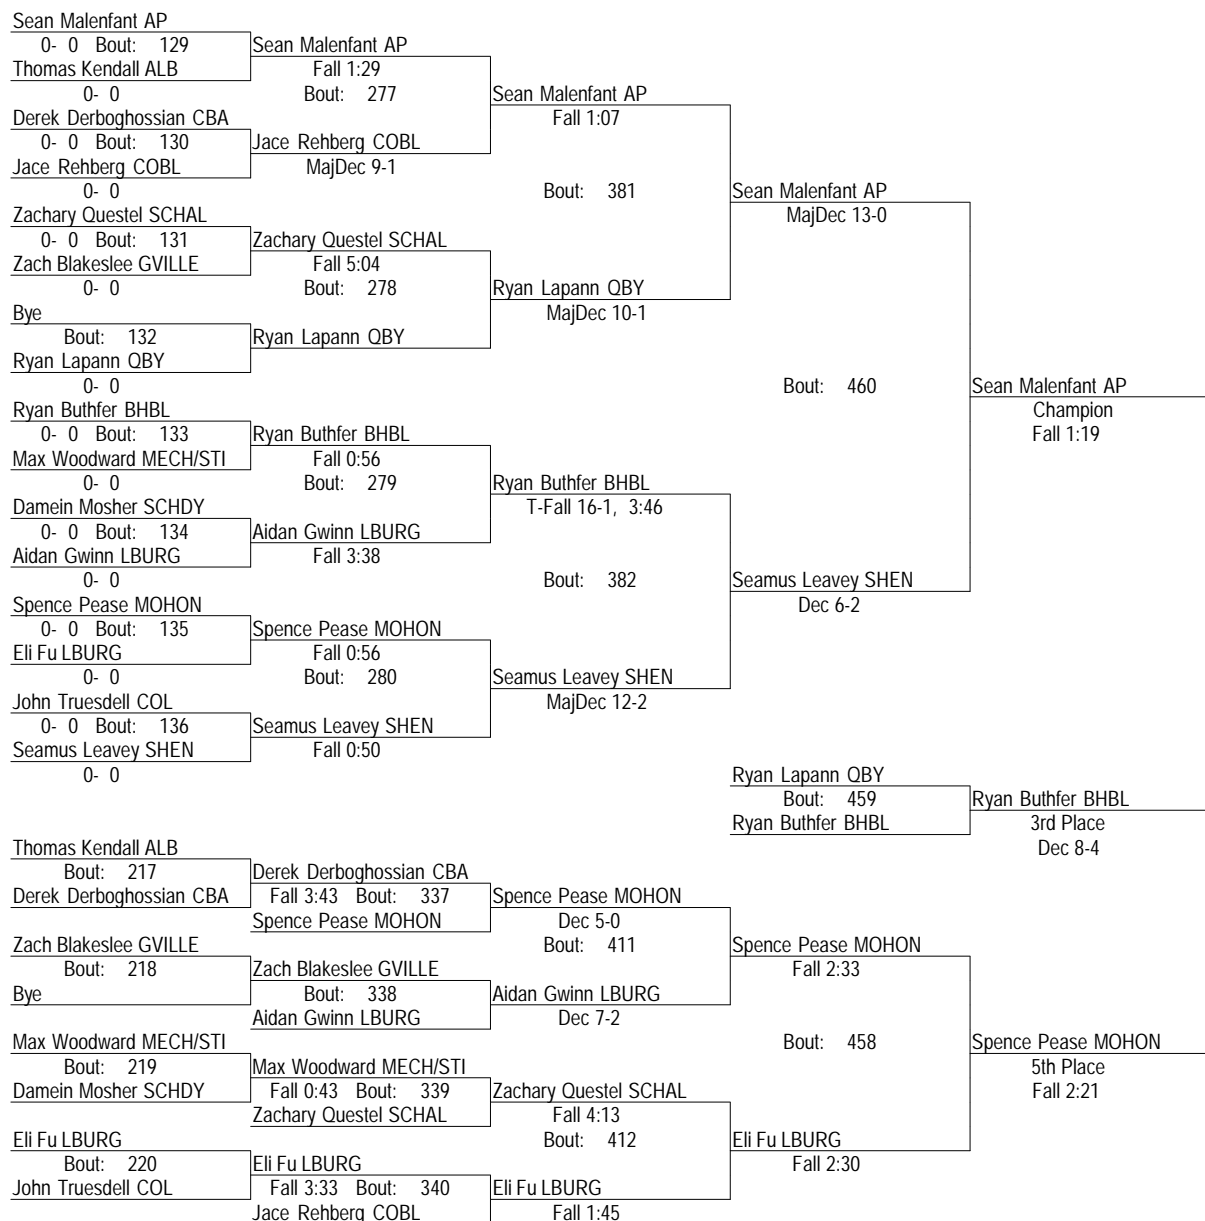 Sean Malenfant AP
0- 0 Bout: 129
Sean Malenfant AP
Thomas Kendall ALB
Fall 1:29
0- 0
Bout: 277
Sean Malenfant AP
Derek Derboghossian CBA
Fall 1:07
0- 0 Bout: 130
Jace Rehberg COBL
Jace Rehberg COBL
MajDec 9-1
0- 0
Bout: 381
Sean Malenfant AP
Zachary Questel SCHAL
MajDec 13-0
0- 0 Bout: 131
Zachary Questel SCHAL
Zach Blakeslee GVILLE
Fall 5:04
0- 0
Bout: 278
Ryan Lapann QBY
Bye
MajDec 10-1
Bout: 132
Ryan Lapann QBY
Ryan Lapann QBY
0- 0
Bout: 460
Sean Malenfant AP
Ryan Buthfer BHBL
Champion
0- 0 Bout: 133
Ryan Buthfer BHBL
Fall 1:19
Max Woodward MECH/STI
Fall 0:56
0- 0
Bout: 279
Ryan Buthfer BHBL
Damein Mosher SCHDY
T-Fall 16-1, 3:46
0- 0 Bout: 134
Aidan Gwinn LBURG
Aidan Gwinn LBURG
Fall 3:38
0- 0
Bout: 382
Seamus Leavey SHEN
Spence Pease MOHON
Dec 6-2
0- 0 Bout: 135
Spence Pease MOHON
Eli Fu LBURG
Fall 0:56
0- 0
Bout: 280
Seamus Leavey SHEN
John Truesdell COL
MajDec 12-2
0- 0 Bout: 136
Seamus Leavey SHEN
Seamus Leavey SHEN
Fall 0:50
0- 0
Ryan Lapann QBY
Bout: 459
Ryan Buthfer BHBL
Ryan Buthfer BHBL
3rd Place
Dec 8-4
Thomas Kendall ALB
Bout: 217
Derek Derboghossian CBA
Derek Derboghossian CBA
Fall 3:43 Bout: 337
Spence Pease MOHON
Spence Pease MOHON
Dec 5-0
Zach Blakeslee GVILLE
Bout: 411
Spence Pease MOHON
Bout: 218
Zach Blakeslee GVILLE
Fall 2:33
Bye
Bout: 338
Aidan Gwinn LBURG
Aidan Gwinn LBURG
Dec 7-2
Max Woodward MECH/STI
Bout: 458
Spence Pease MOHON
Bout: 219
Max Woodward MECH/STI
5th Place
Damein Mosher SCHDY
Fall 0:43 Bout: 339
Zachary Questel SCHAL
Fall 2:21
Zachary Questel SCHAL
Fall 4:13
Eli Fu LBURG
Bout: 412
Eli Fu LBURG
Bout: 220
Eli Fu LBURG
Fall 2:30
John Truesdell COL
Fall 3:33 Bout: 340
Eli Fu LBURG
Jace Rehberg COBL
Fall 1:45